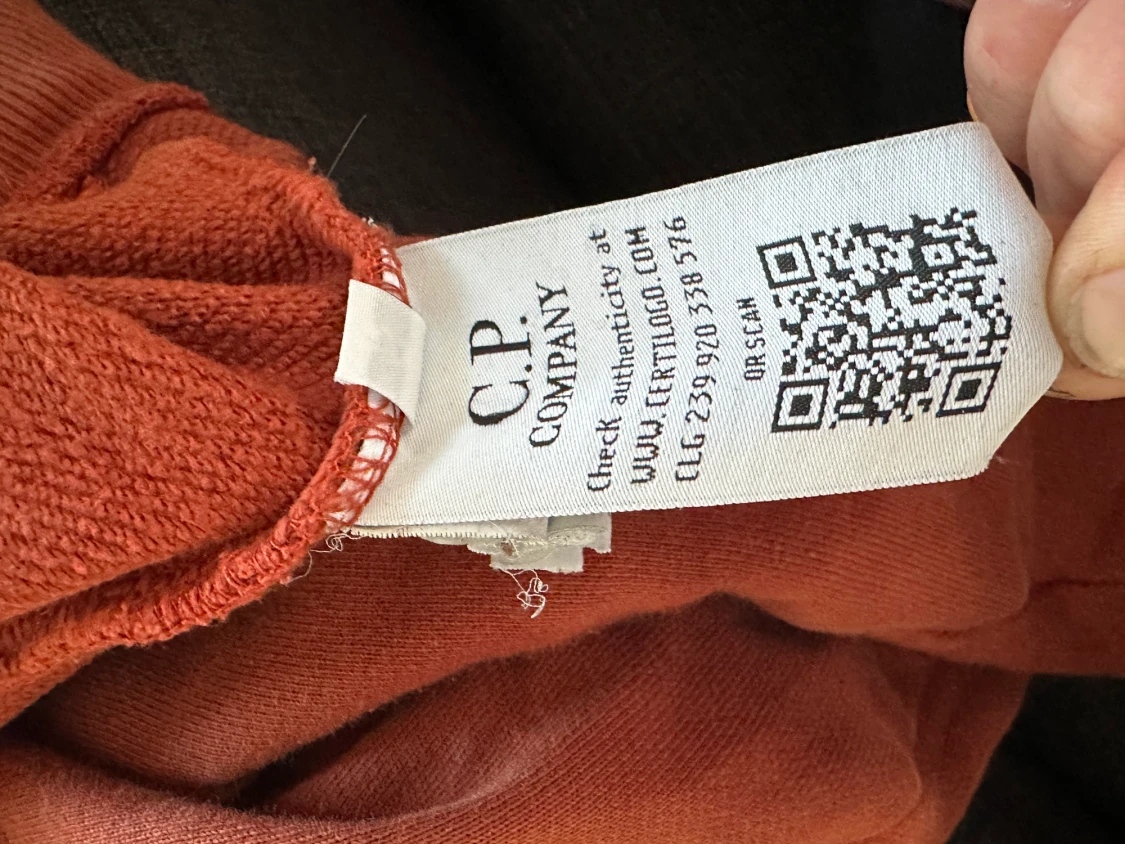 C.P.
COMPANY
Check authenticity at
WWW.CERTILOGO.COM
CLG 239 920 338 576
OR SCAN